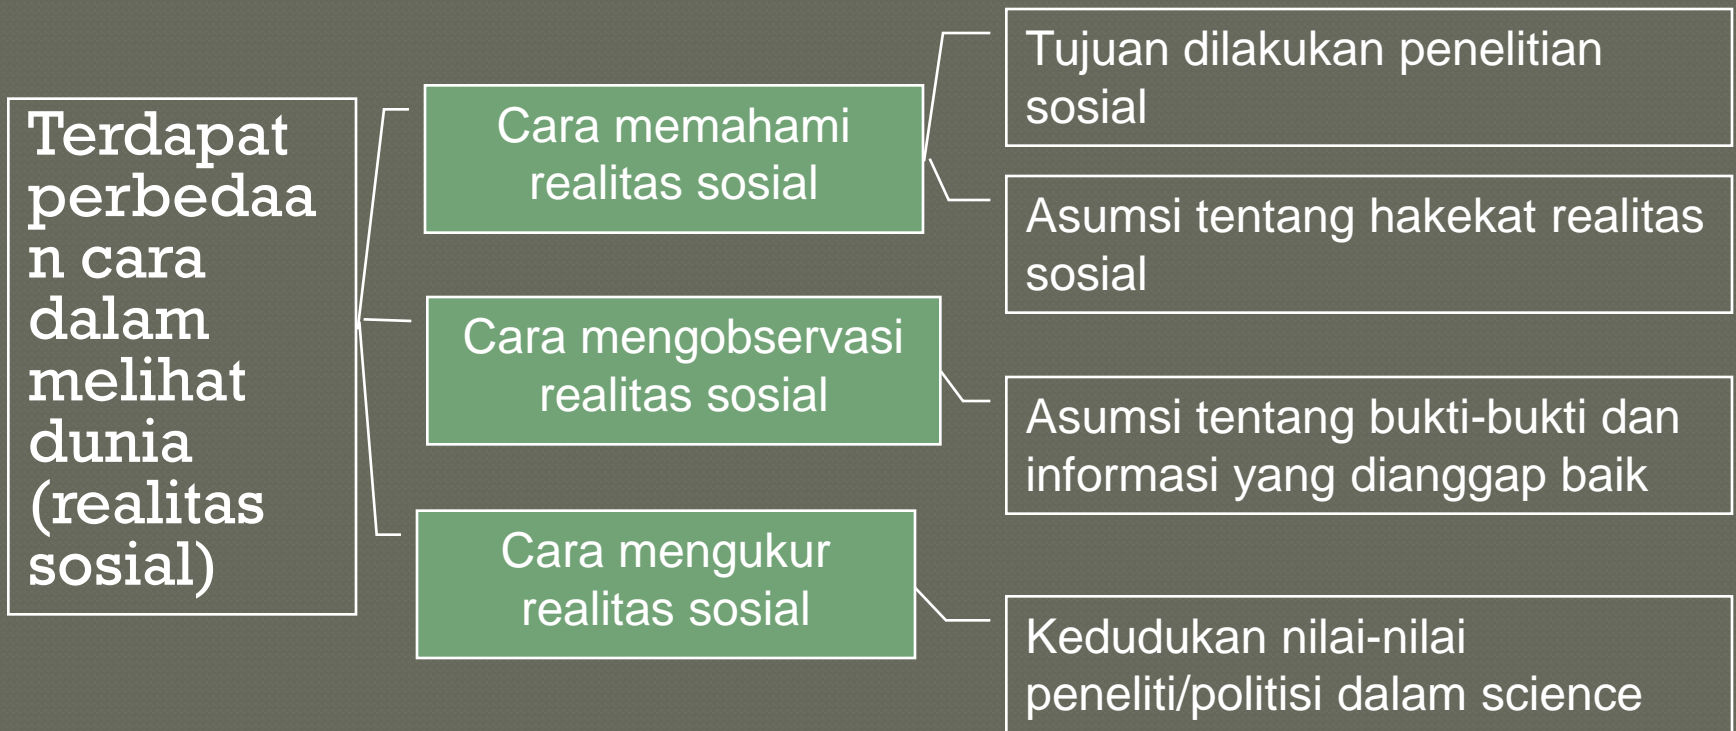 Terdapat
perbedaa
n cara
dalam
melihat
dunia
(realitas
sosial)
Cara memahami
realitas sosial
Cara mengobservasi
realitas sosial
Cara mengukur
realitas sosial
Tujuan dilakukan penelitian
sosial
Asumsi tentang hakekat realitas
sosial
Asumsi tentang bukti-bukti dan
informasi yang dianggap baik
Kedudukan nilai-nilai
peneliti/politisi dalam science